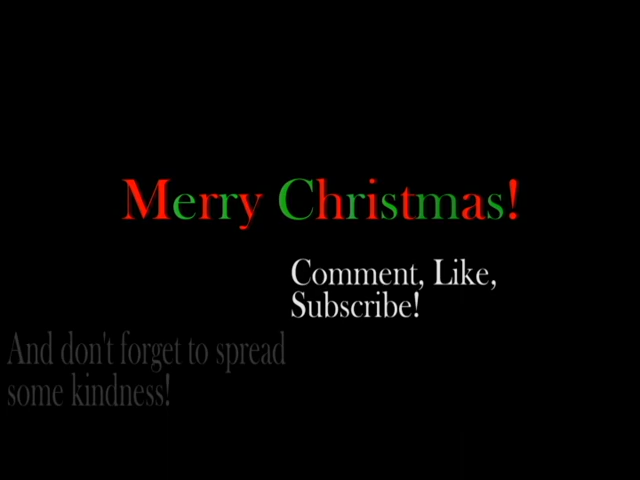 Merry Christmas!
Comment, Like,
Subscribe!
And don't forget to spread
some kindness!